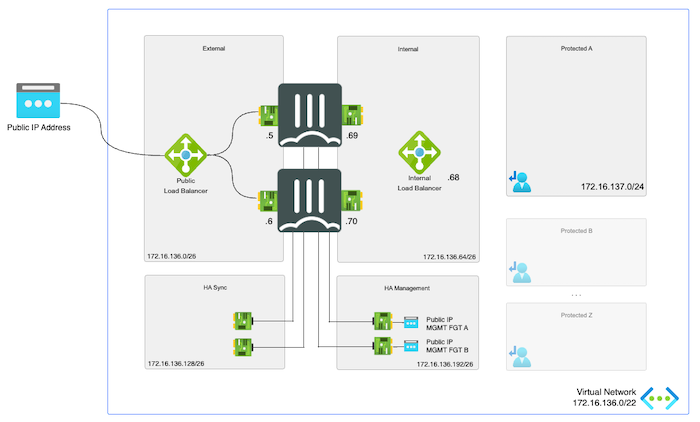 External
Internal
Protected A
Public IP Address
.5
.69
Public
Load Balancer
Internal
Load Balancer
.68
172.16.137.0/24
.6
.70
Protected B
172.16.136.0/26
172.16.136.64/26
HA Sync
HA Management
...
Protected Z
Public IP
MGMT FGT A
Public IP
MGMT FGT B
172.16.136,128/26
172.16.136.192/26
Virtual Network
172.16.136.0/22